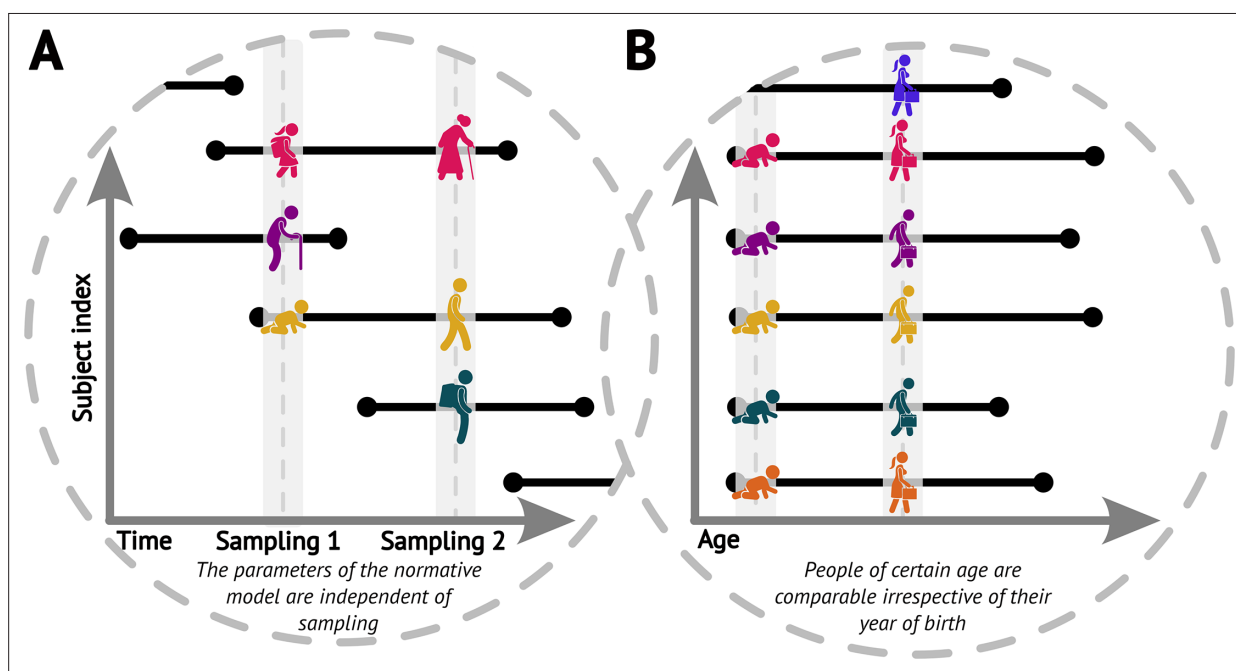 A
B
Subject index
Time
Sampling 1
Sampling 2
Age
The parameters of the normative
model are independent of
sampling
People of certain age are
comparable irrespective of their
year of birth